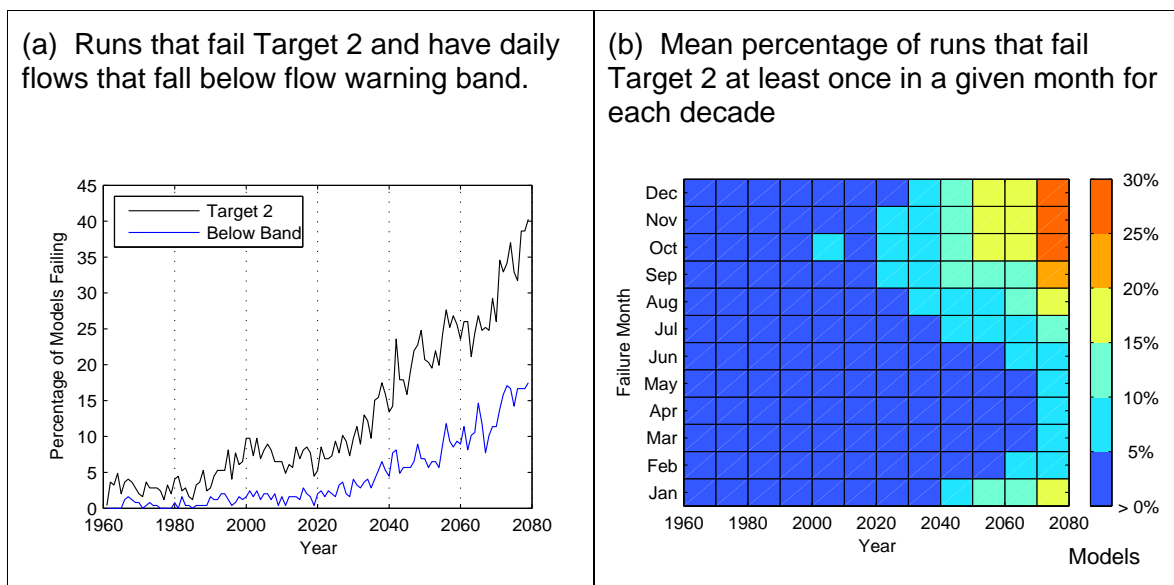 (a) Runs that fail Target 2 and have daily
flows that fall below flow warning band.
45
40
35
30
25
20
15
10
5
0
Percentage of Models Failing
Target 2
Below Band
1960
1980
2000
2020
2040
2060
2080
Year
(b) Mean percentage of runs that fail
Target 2 at least once in a given month for
each decade
Dec
Nov
Oct
Sep
Aug
Jul
Jun
May
Apr
Mar
Feb
Jan
Failure Month
1960
1980
2000
2020
2040
2060
2080
Year
30%
25%
20%
15%
10%
5%
> 0%
Models